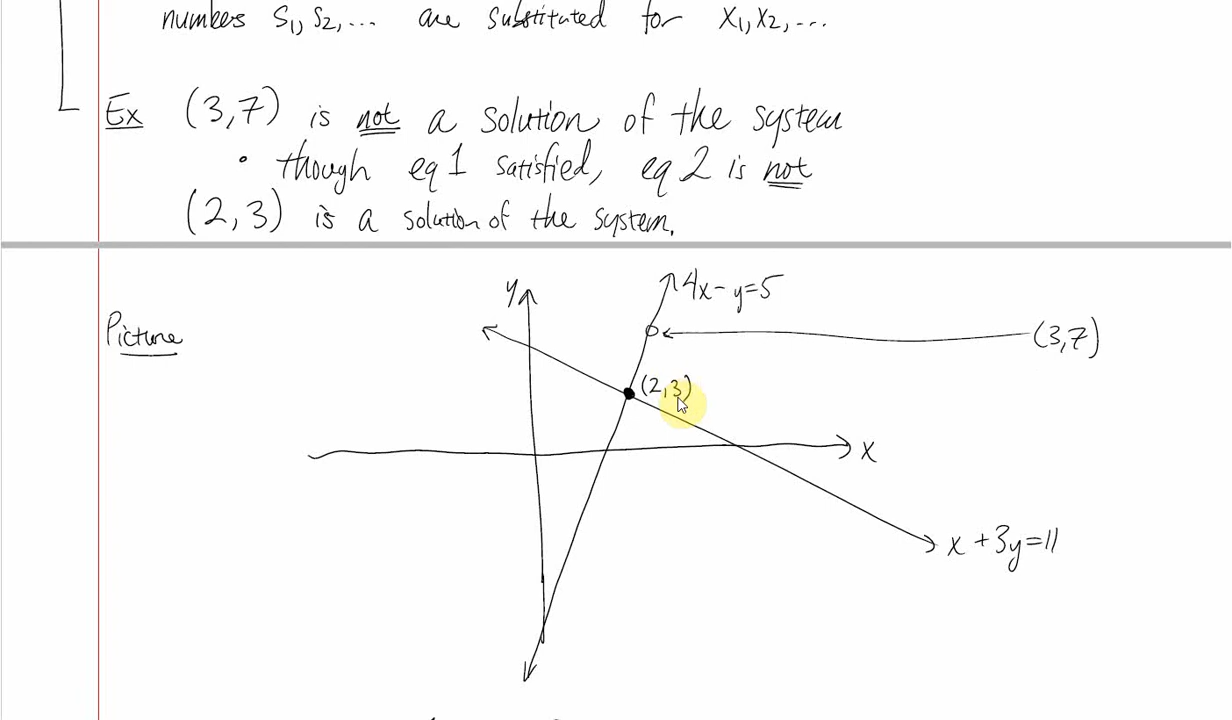 numbers S₁, S₂, ... are substituted for X₁, X₂, ...
Ex (3,7) is not a solution of the system
• though eq 1 satisfied, eq 2 is not
(2,3) is a solution of the system.
Picture
y
4x-y=5
(3,7)
(2,3)
x
x+3y=11